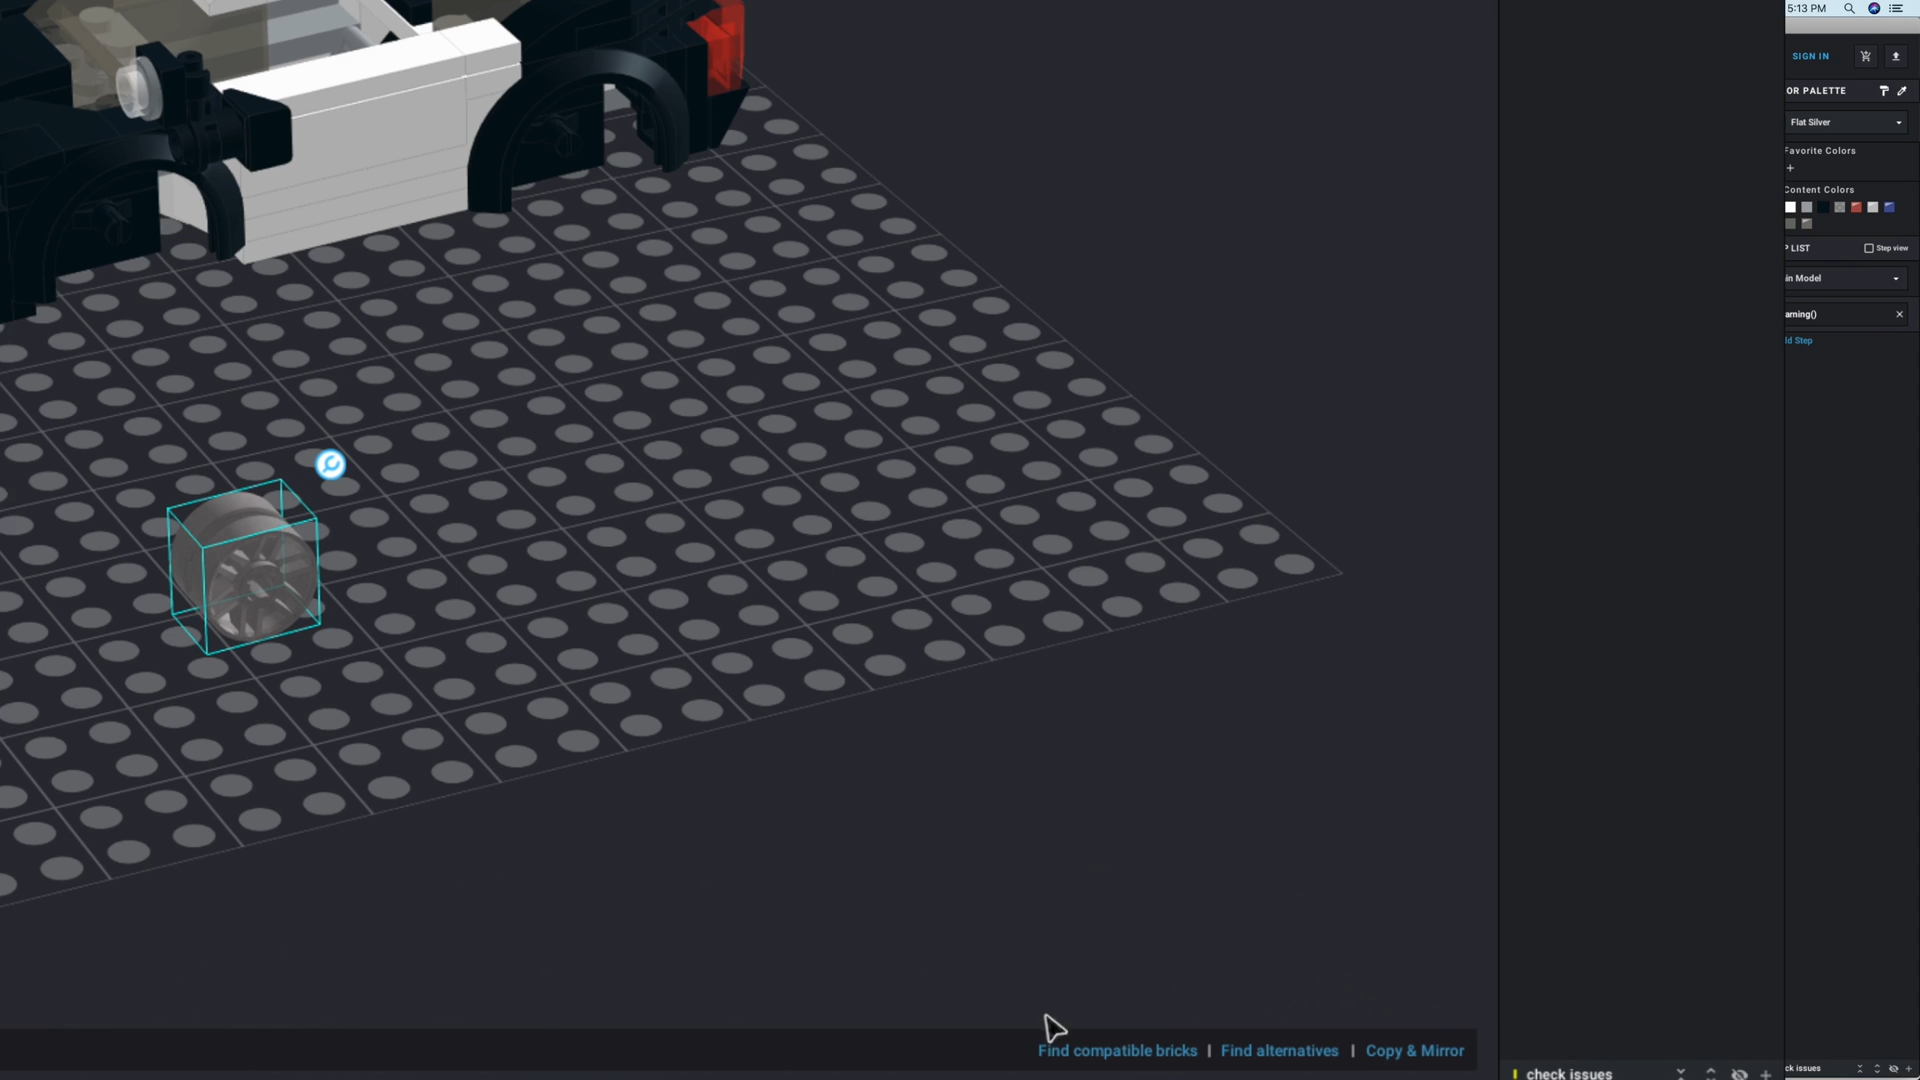 5:13 PM
SIGN IN
OR PALETTE
Flat Silver
Favorite Colors
+
Content Colors
P LIST
Step view
in Model
aming()
dd Step
Find compatible bricks | Find alternatives | Copy & Mirror
check issues
ck issues